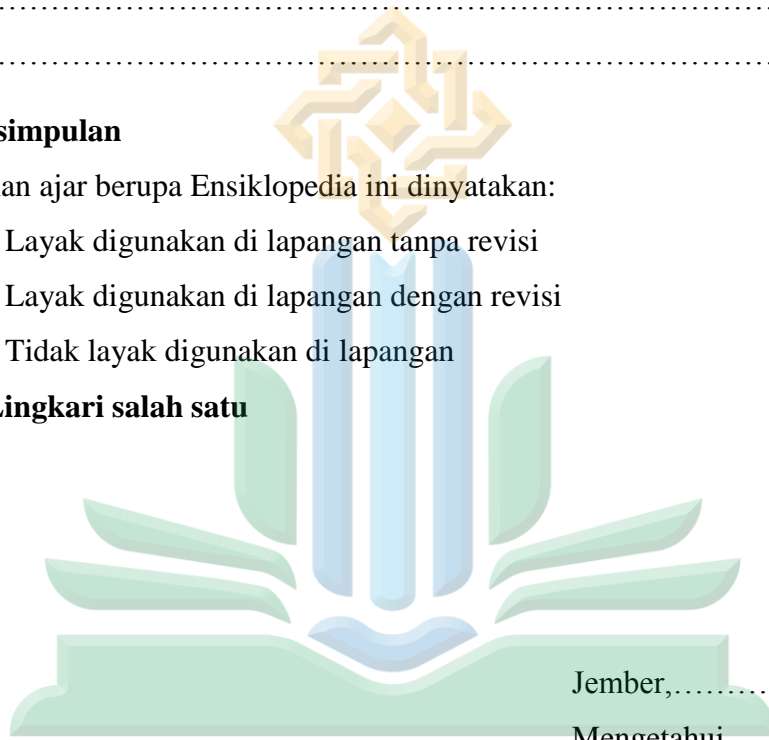 ……………………………………………………………………
……………………………………………………………………
simpulan
an ajar berupa Ensiklopedia ini dinyatakan:
Layak digunakan di lapangan tanpa revisi
Layak digunakan di lapangan dengan revisi
Tidak layak digunakan di lapangan
Lingkari salah satu
Jember,………
Mengetahui